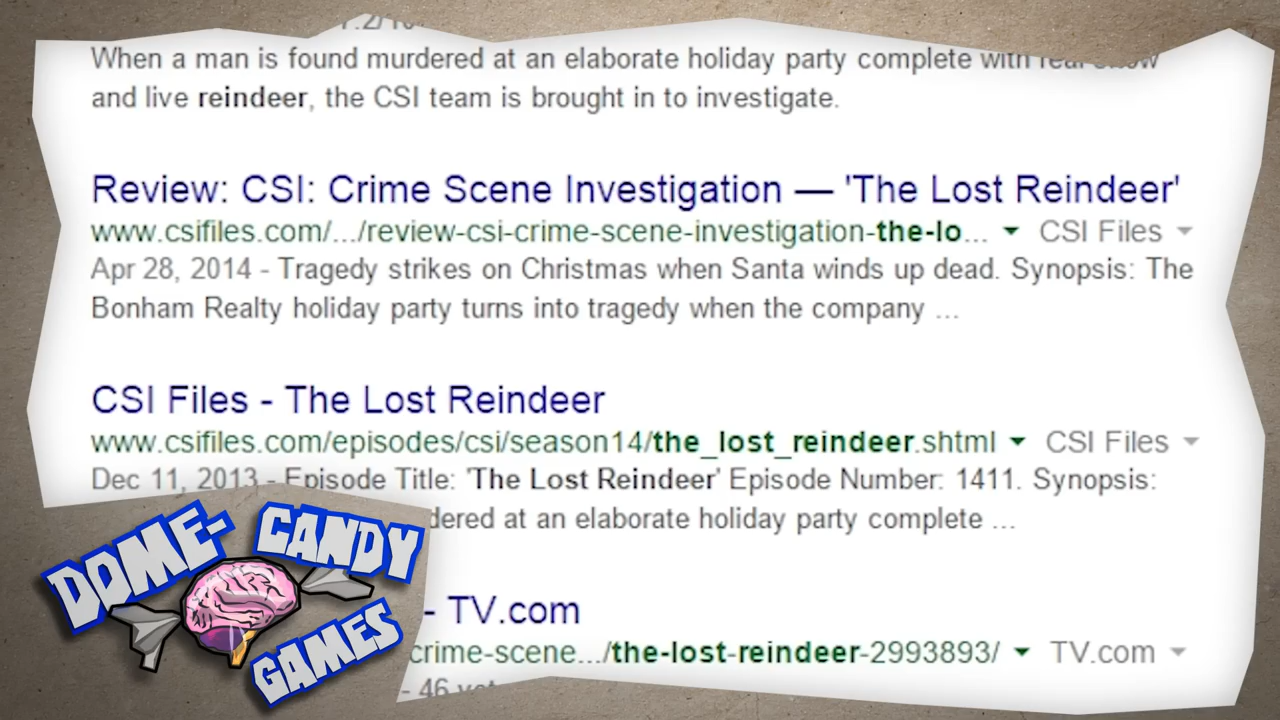 When a man is found murdered at an elaborate holiday party complete with real snow
and live reindeer, the CSI team is brought in to investigate.
Review: CSI: Crime Scene Investigation — 'The Lost Reindeer'
www.csifiles.com/.../review-csi-crime-scene-investigation-the-lo... CSI Files
Apr 28, 2014 - Tragedy strikes on Christmas when Santa winds up dead. Synopsis: The
Bonham Realty holiday party turns into tragedy when the company ...
CSI Files - The Lost Reindeer
www.csifiles.com/episodes/csi/season14/the_lost_reindeer.shtml CSI Files
Dec 11, 2013 - Episode Title: 'The Lost Reindeer' Episode Number: 1411. Synopsis:
dered at an elaborate holiday party complete ...
- TV.com
crime-scene.../the-lost-reindeer-2993893/ TV.com
- 46
DOME-CANDY
GAMES